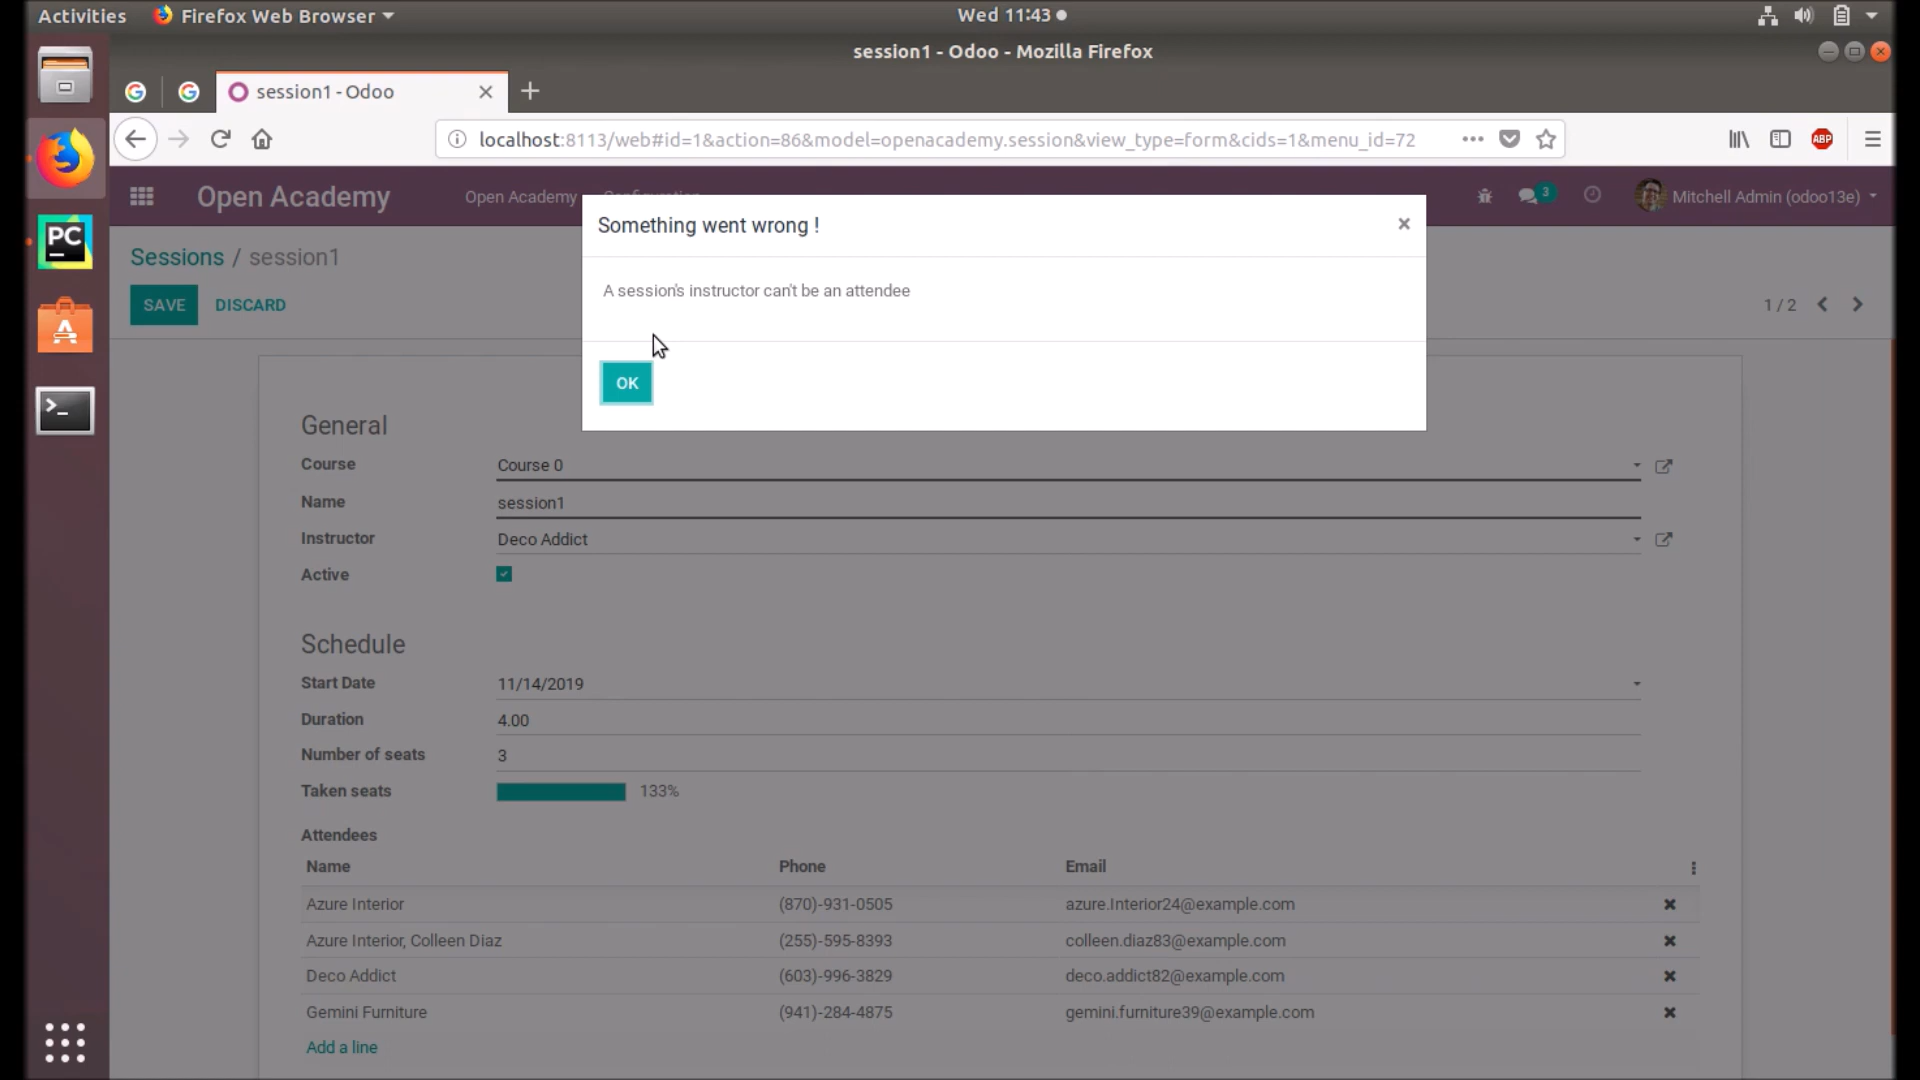 Activities Firefox Web Browser Wed 11:43
session1 - Odoo - Mozilla Firefox
session1 - Odoo
localhost:8113/web#id=1&action=86&model=openacademy.session&view_type=form&cids=1&menu_id=72 ABP
Open Academy Open Academy Configuration 3 Mitchell Admin (odoo13e)
Something went wrong ! ×
PC
Sessions / session1
A session's instructor can't be an attendee
SAVE DISCARD 1 / 2
OK
General
Course Course 0
Name session1
Instructor Deco Addict
Active
Schedule
Start Date 11/14/2019
Duration 4.00
Number of seats 3
Taken seats 133%
Attendees
Name Phone Email
Azure Interior (870)-931-0505 azure.Interior24@example.com
Azure Interior, Colleen Diaz (255)-595-8393 colleen.diaz83@example.com
Deco Addict (603)-996-3829 deco.addict82@example.com
Gemini Furniture (941)-284-4875 gemini.furniture39@example.com
Add a line